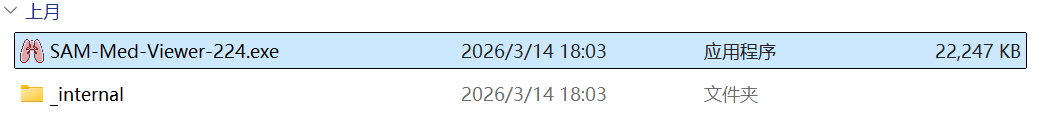 上月
SAM-Med-Viewer-224.exe 2026/3/14 18:03 应用程序 22,247 KB
_internal 2026/3/14 18:03 文件夹